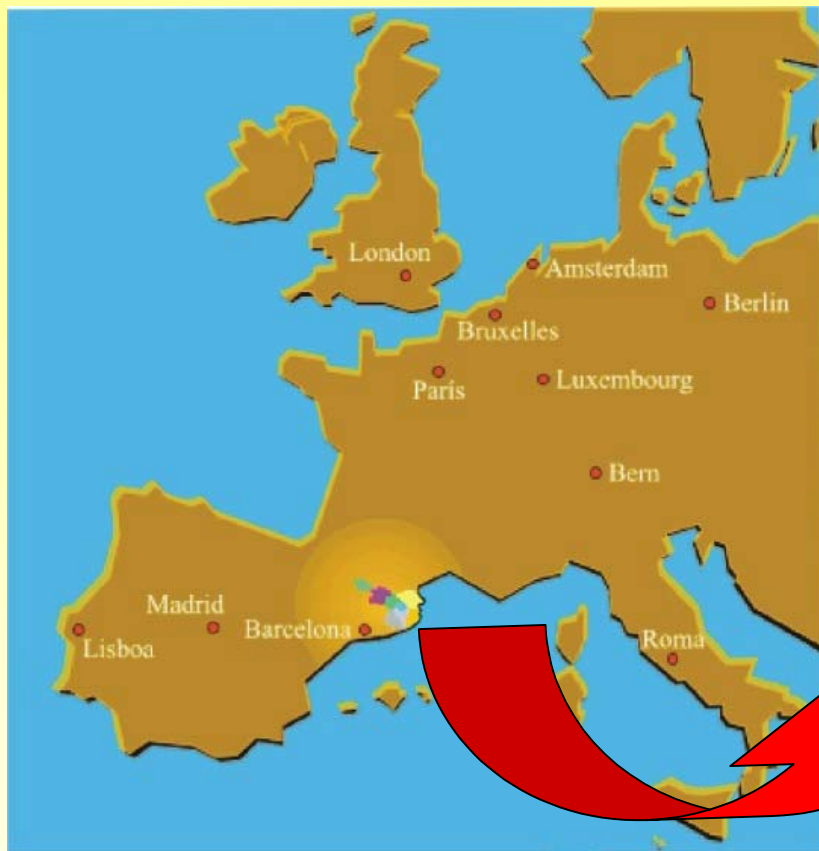 London
Amsterdam
Berlin
Bruxelles
París
Luxembourg
Bern
Madrid
Barcelona
Lisboa
Roma